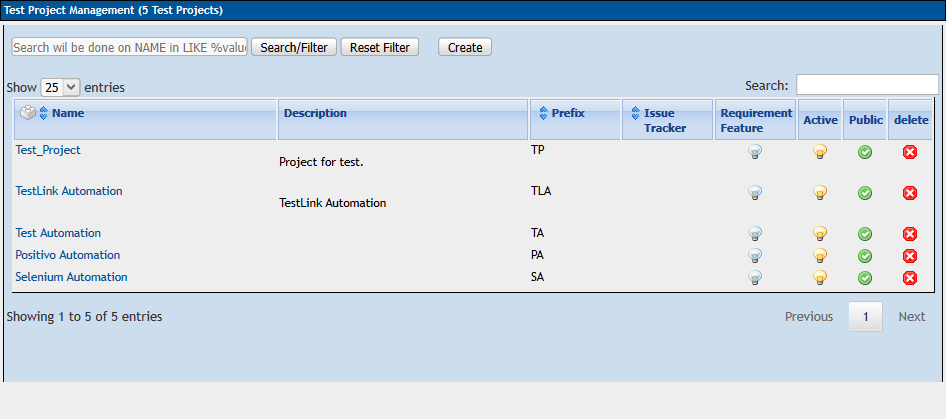 Test Project Management (5 Test Projects)
Search wil be done on NAME in LIKE %valu Search/Filter Reset Filter Create
Show 25 entries Search:
Name Description Prefix Issue Tracker Requirement Feature Active Public delete
Test_Project TP
Project for test.
TestLink Automation TLA
TestLink Automation
Test Automation TA
Positivo Automation PA
Selenium Automation SA
Showing 1 to 5 of 5 entries Previous 1 Next